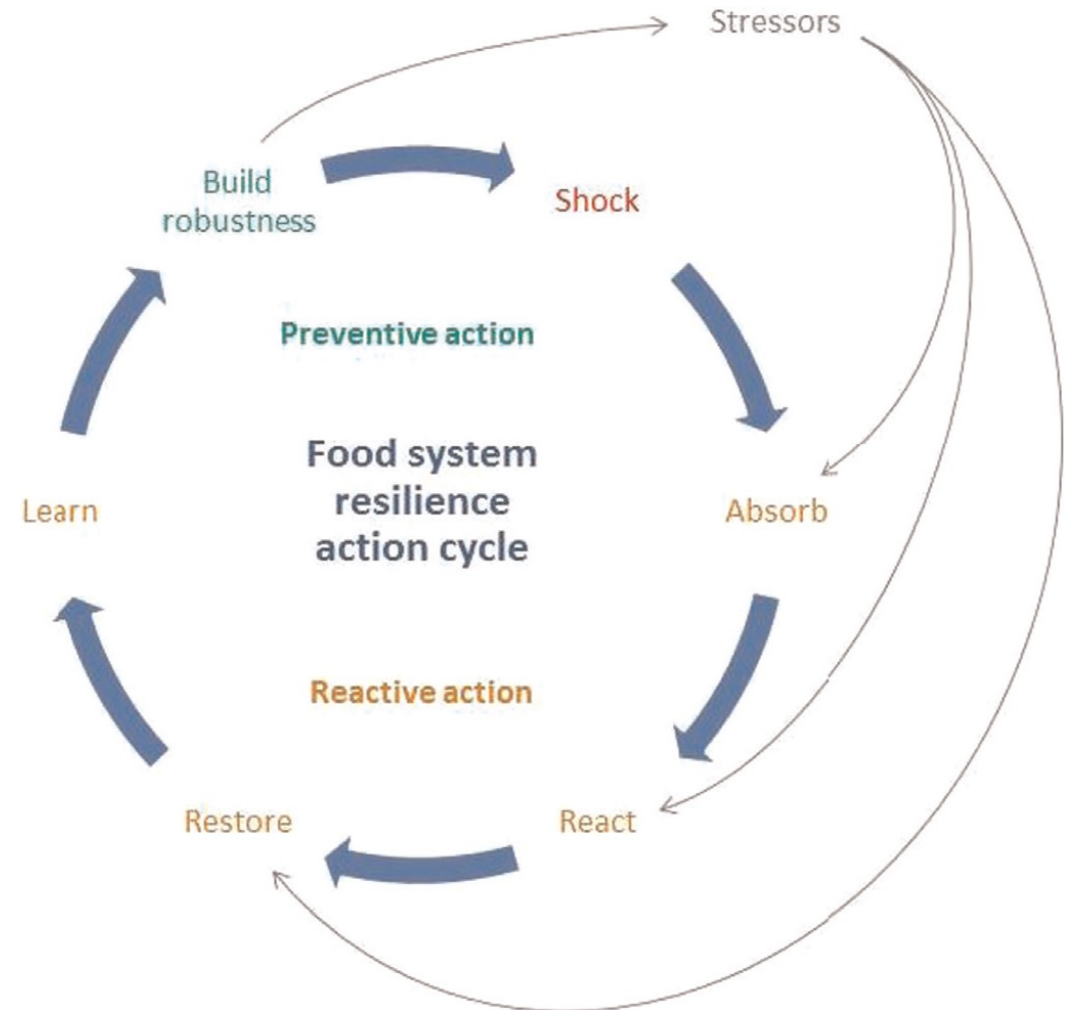 Stressors
Build
robustness
Shock
Preventive action
Food system
resilience
action cycle
Learn
Absorb
Reactive action
Restore
React